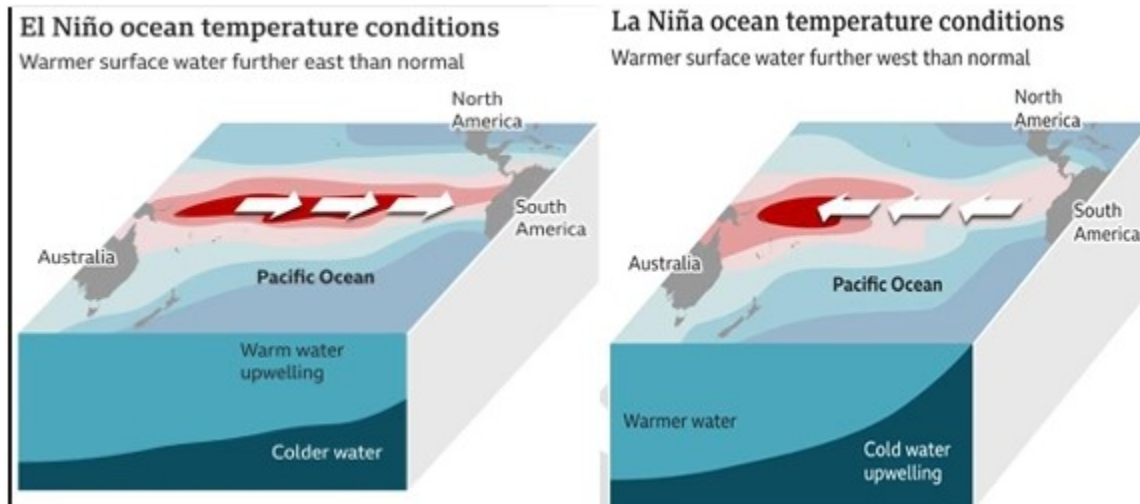 El Niño ocean temperature conditions
Warmer surface water further east than normal
North
America
South
America
Australia
Pacific Ocean
Warm water
upwelling
Colder water
La Niña ocean temperature conditions
Warmer surface water further west than normal
North
America
South
America
Australia
Pacific Ocean
Warmer water
Cold water
upwelling